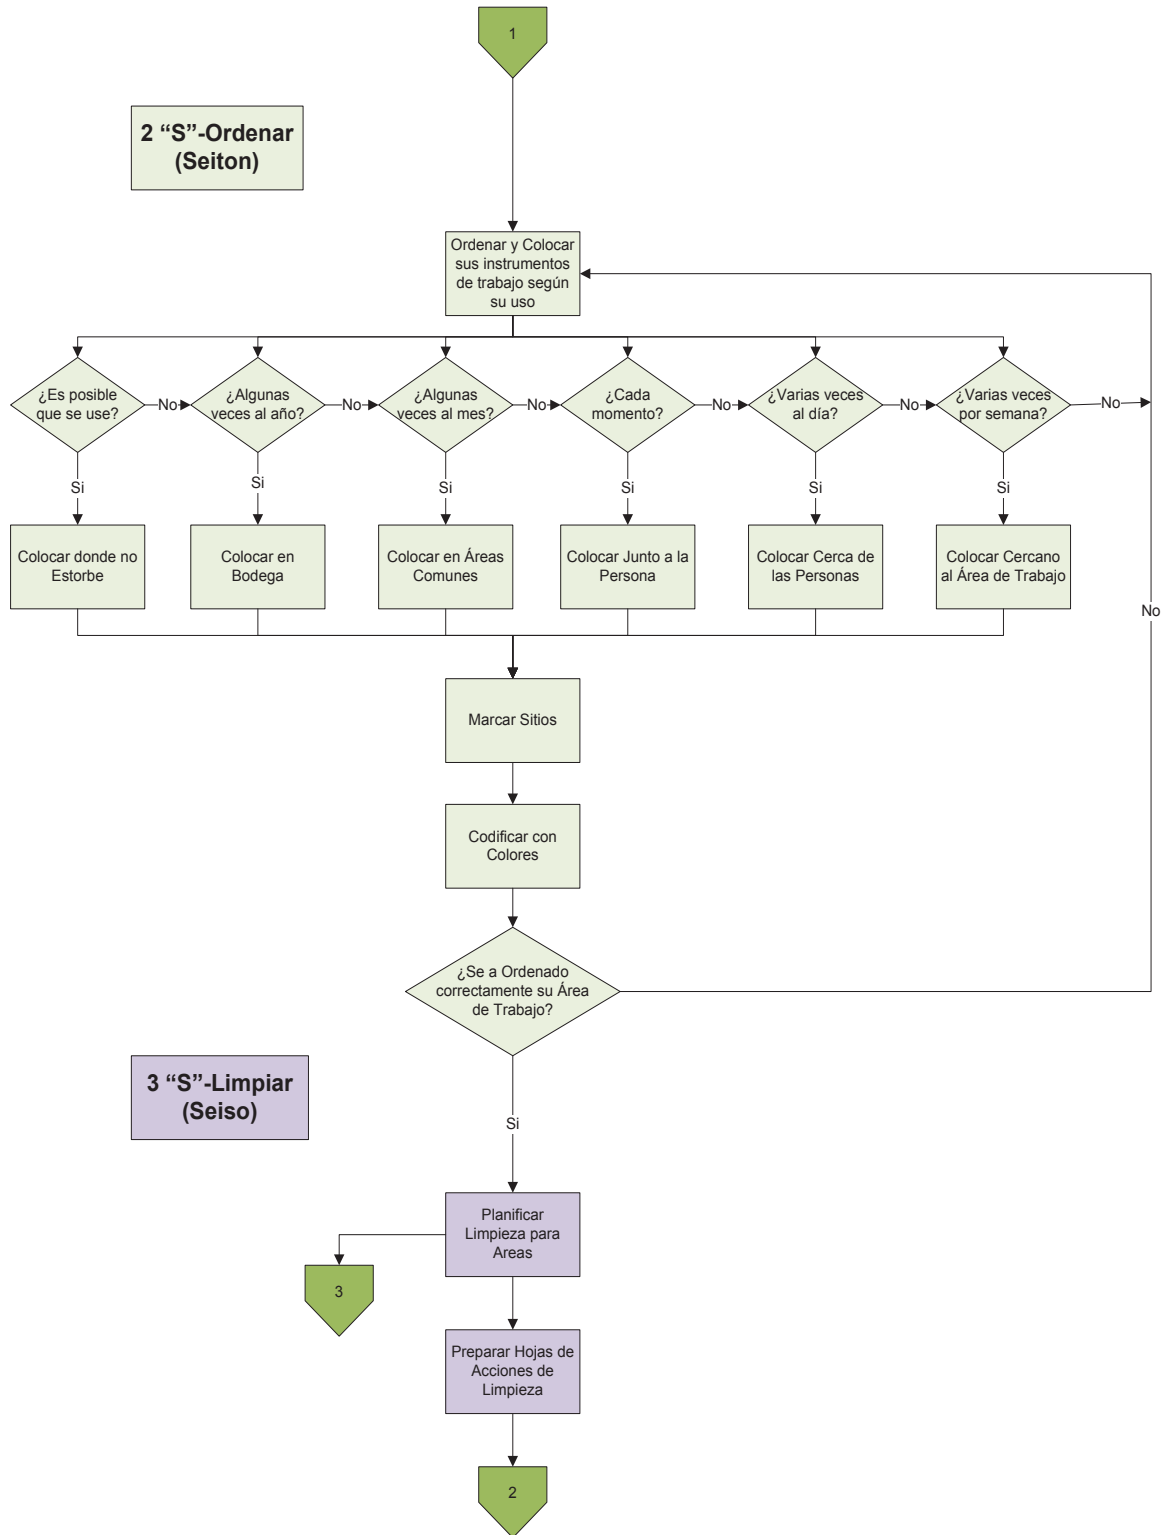 1
2 “S”-Ordenar
(Seiton)
Ordenar y Colocar
sus instrumentos
de trabajo según
su uso
¿Es posible
que se use?
No
¿Algunas
veces al año?
No
¿Algunas
veces al mes?
No
¿Cada
momento?
No
¿Varias veces
al día?
No
¿Varias veces
por semana?
No
Si
Si
Si
Si
Si
Si
Colocar donde no
Estorbe
Colocar en
Bodega
Colocar en Áreas
Comunes
Colocar Junto a la
Persona
Colocar Cerca de
las Personas
Colocar Cercano
al Área de Trabajo
No
Marcar Sitios
Codificar con
Colores
¿Se a Ordenado
correctamente su Área
de Trabajo?
3 “S”-Limpiar
(Seiso)
Si
Planificar
Limpieza para
Areas
3
Preparar Hojas de
Acciones de
Limpieza
2